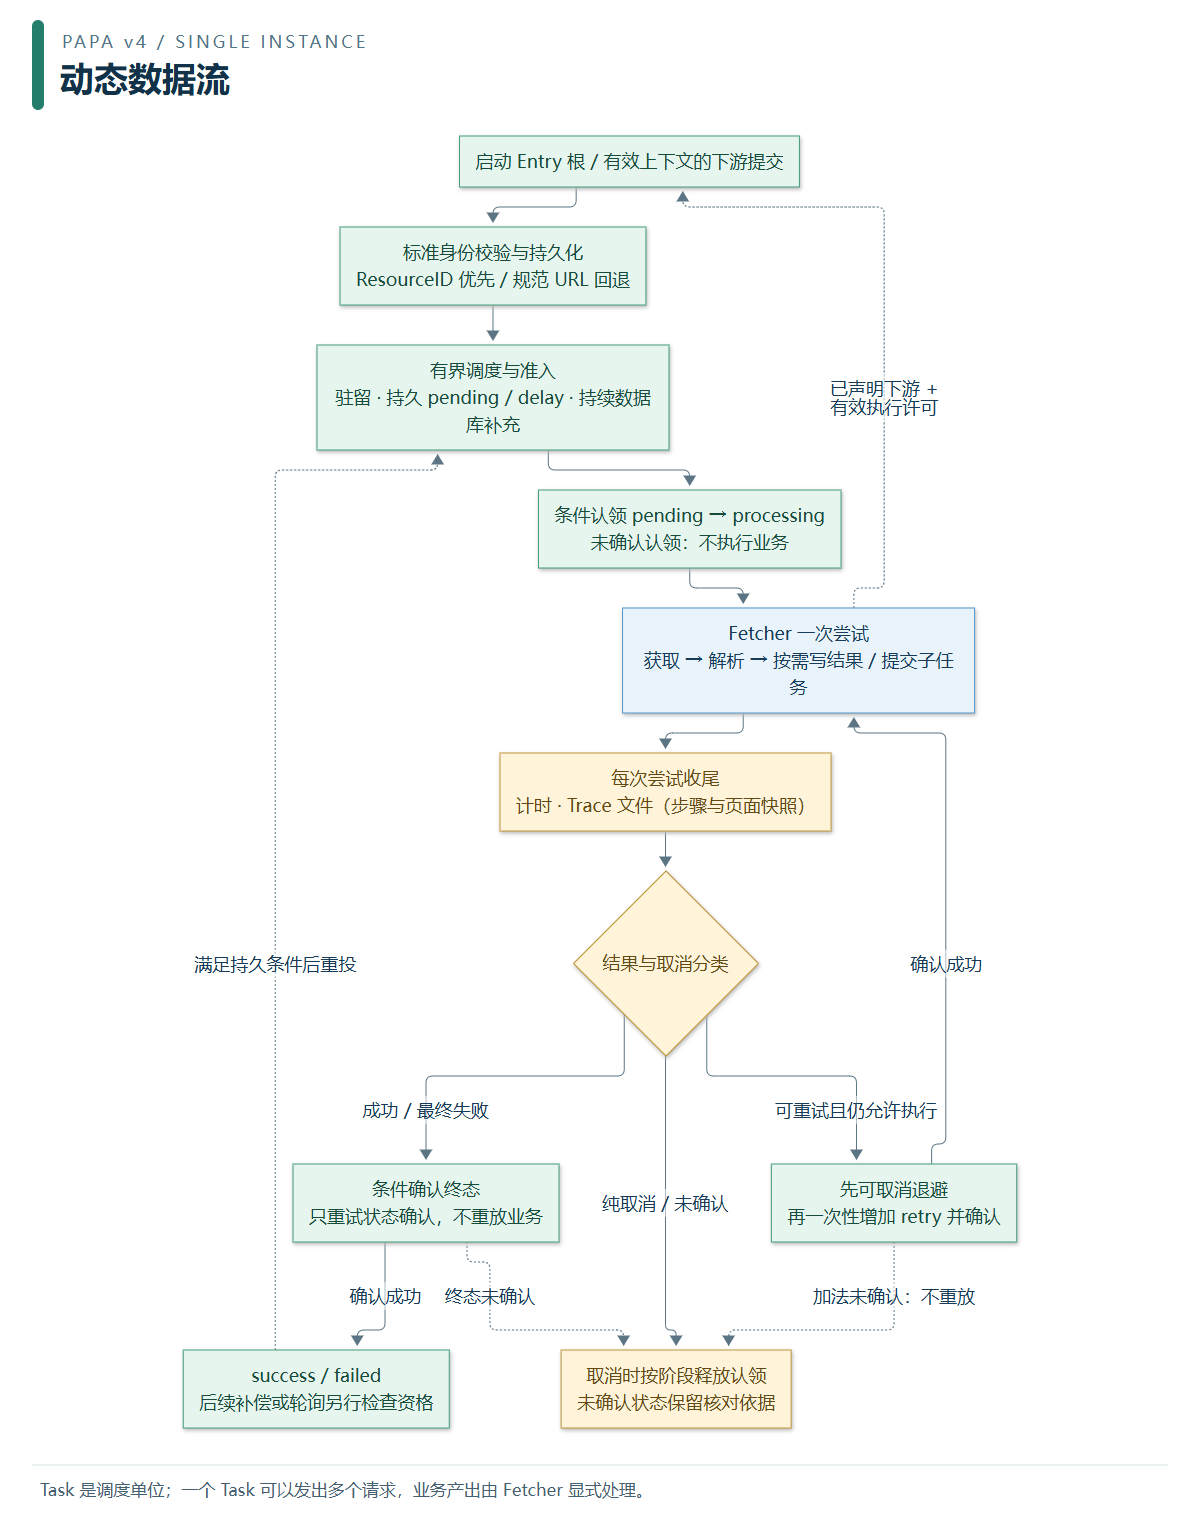 PAPA v4 / SINGLE INSTANCE
动态数据流
启动 Entry 根 / 有效上下文的下游提交
标准身份校验与持久化
ResourceID 优先 / 规范 URL 回退
有界调度与准入
驻留 · 持久 pending / delay · 持续数据
库补充
已声明下游 +
有效执行许可
条件认领 pending → processing
未确认认领：不执行业务
Fetcher 一次尝试
获取 → 解析 → 按需写结果 / 提交子任
务
每次尝试收尾
计时 · Trace 文件（步骤与页面快照）
结果与取消分类
满足持久条件后重投
确认成功
成功 / 最终失败
可重试且仍允许执行
条件确认终态
只重试状态确认，不重放业务
纯取消 / 未确认
先可取消退避
再一次性增加 retry 并确认
确认成功
终态未确认
加法未确认：不重放
success / failed
后续补偿或轮询另行检查资格
取消时按阶段释放认领
未确认状态保留核对依据
Task 是调度单位；一个 Task 可以发出多个请求，业务产出由 Fetcher 显式处理。